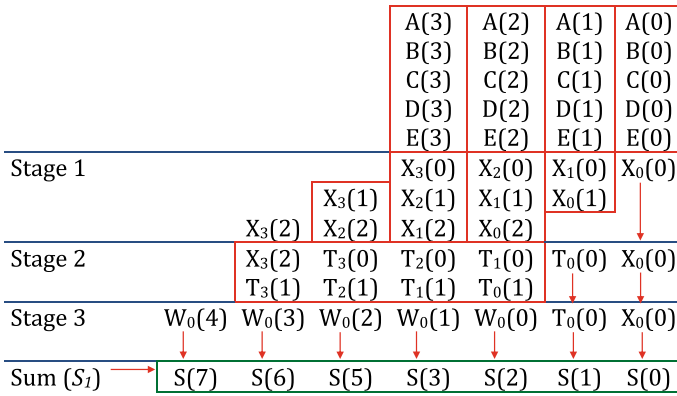 A(3) A(2) A(1) A(0)
B(3) B(2) B(1) B(0)
C(3) C(2) C(1) C(0)
D(3) D(2) D(1) D(0)
E(3) E(2) E(1) E(0)
Stage 1 X₃(0) X₂(0) X₁(0) X₀(0)
X₃(1) X₂(1) X₁(1) X₀(1)
X₃(2) X₂(2) X₁(2) X₀(2)
Stage 2 X₃(2) T₃(0) T₂(0) T₁(0) T₀(0) X₀(0)
T₃(1) T₂(1) T₁(1) T₀(1)
Stage 3 W₀(4) W₀(3) W₀(2) W₀(1) W₀(0) T₀(0) X₀(0)
Sum (S₁) S(7) S(6) S(5) S(3) S(2) S(1) S(0)